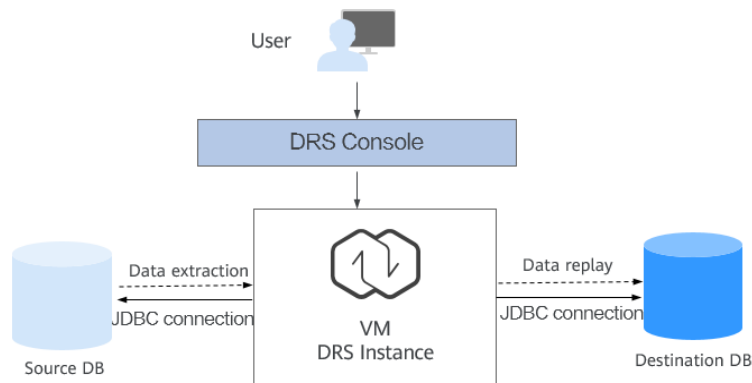 User
DRS Console
Data extraction
JDBC connection
Source DB
VM
DRS Instance
Data replay
JDBC connection
Destination DB